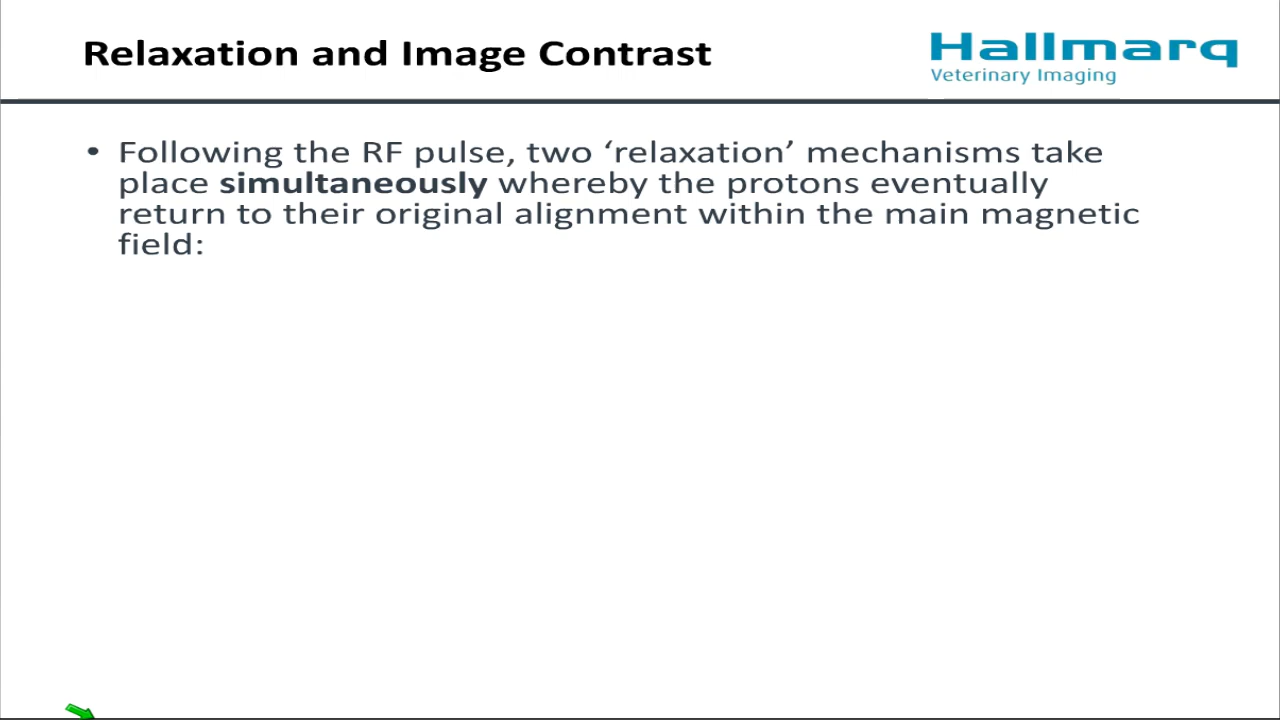 Relaxation and Image Contrast
Hallmarq
Veterinary Imaging
• Following the RF pulse, two ‘relaxation’ mechanisms take
place simultaneously whereby the protons eventually
return to their original alignment within the main magnetic
field: